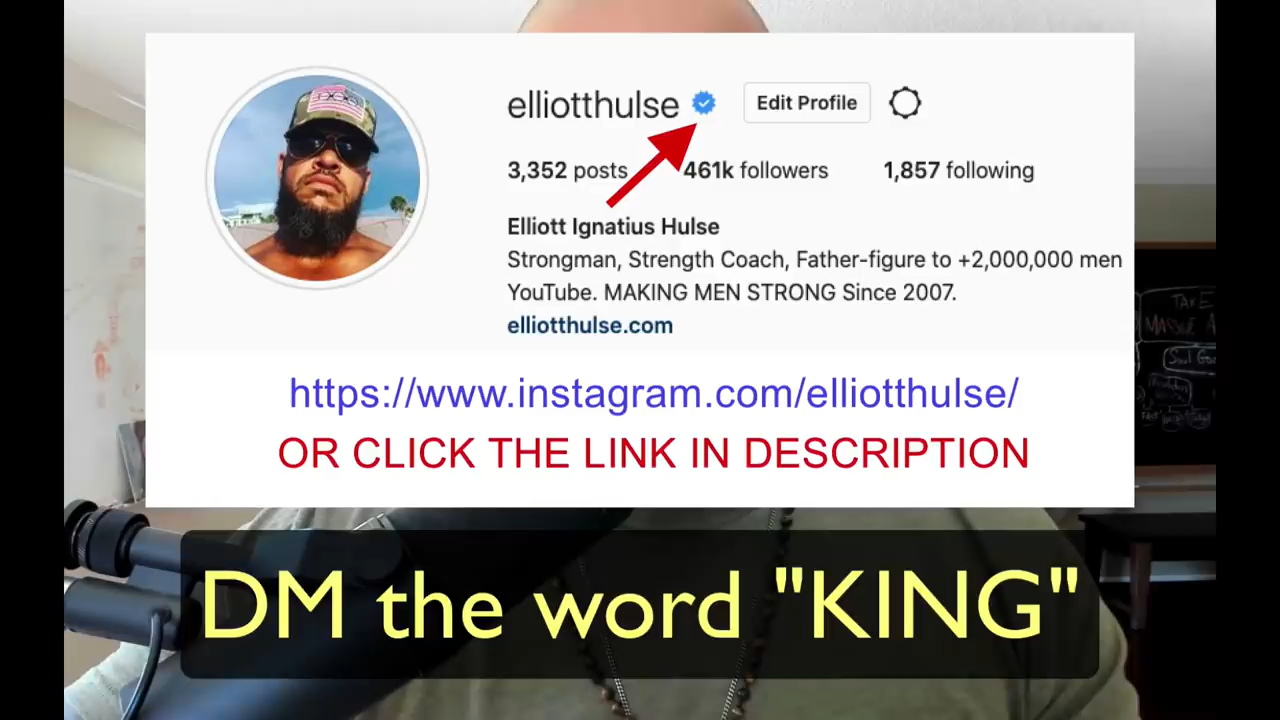 elliotthulse
Edit Profile
3,352 posts
461k followers
1,857 following
Elliott Ignatius Hulse
Strongman, Strength Coach, Father-figure to +2,000,000 men
YouTube. MAKING MEN STRONG Since 2007.
elliotthulse.com
https://www.instagram.com/elliotthulse/
OR CLICK THE LINK IN DESCRIPTION
DM the word "KING"
TAKE